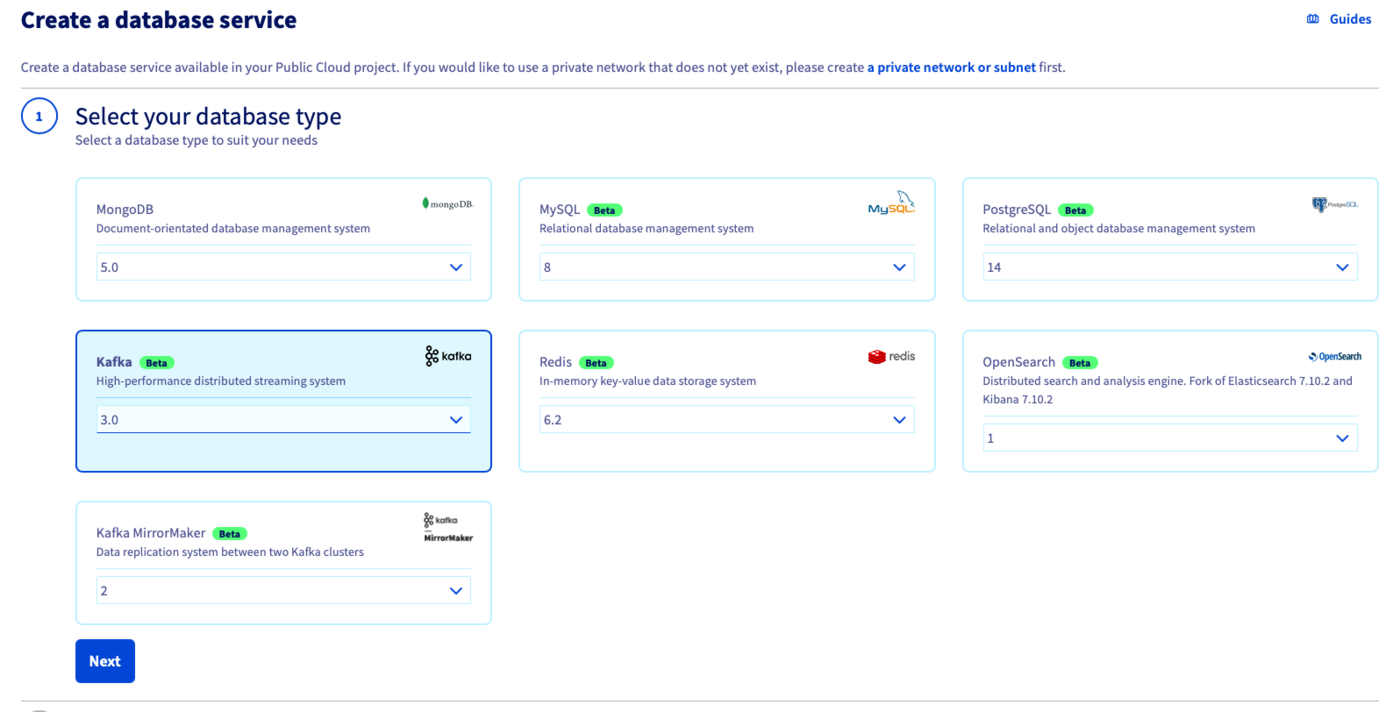 Create a database service
Guides
Create a database service available in your Public Cloud project. If you would like to use a private network that does not yet exist, please create a private network or subnet first.
1
Select your database type
Select a database type to suit your needs
MongoDB
mongoDB.
Document-orientated database management system
5.0
MySQL Beta
MySQL.
Relational database management system
8
PostgreSQL Beta
PostgreSQL
Relational and object database management system
14
Kafka Beta
kafka
High-performance distributed streaming system
3.0
Redis Beta
redis
In-memory key-value data storage system
6.2
OpenSearch Beta
OpenSearch
Distributed search and analysis engine. Fork of Elasticsearch 7.10.2 and
Kibana 7.10.2
1
Kafka MirrorMaker Beta
kafka
MirrorMaker
Data replication system between two Kafka clusters
2
Next